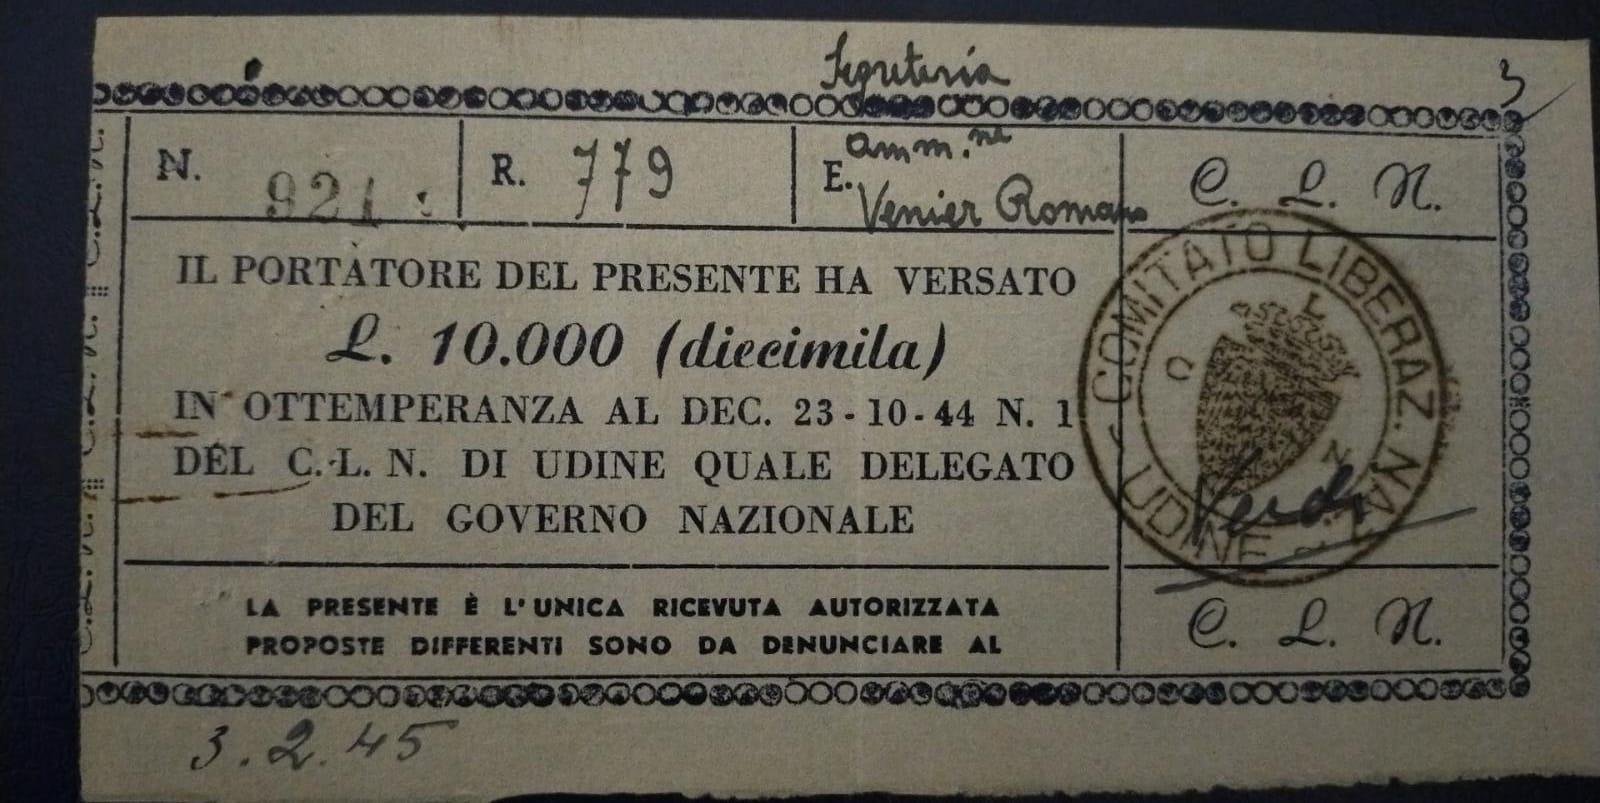 Segreteria
3
N. 921
R. 779
E. amm.ne
Venier Romano
C. L. N.
IL PORTATORE DEL PRESENTE HA VERSATO
L. 10.000 (diecimila)
IN OTTEMPERANZA AL DEC. 23-10-44 N. 1
DEL C. L. N. DI UDINE QUALE DELEGATO
DEL GOVERNO NAZIONALE
COMITATO LIBERAZ. NAZ.
UDINE
Verdi
LA PRESENTE È L'UNICA RICEVUTA AUTORIZZATA
PROPOSTE DIFFERENTI SONO DA DENUNCIARE AL
C. L. N.
C.L.N. C.L.N. C.L.N. C.L.N.
3.2.45